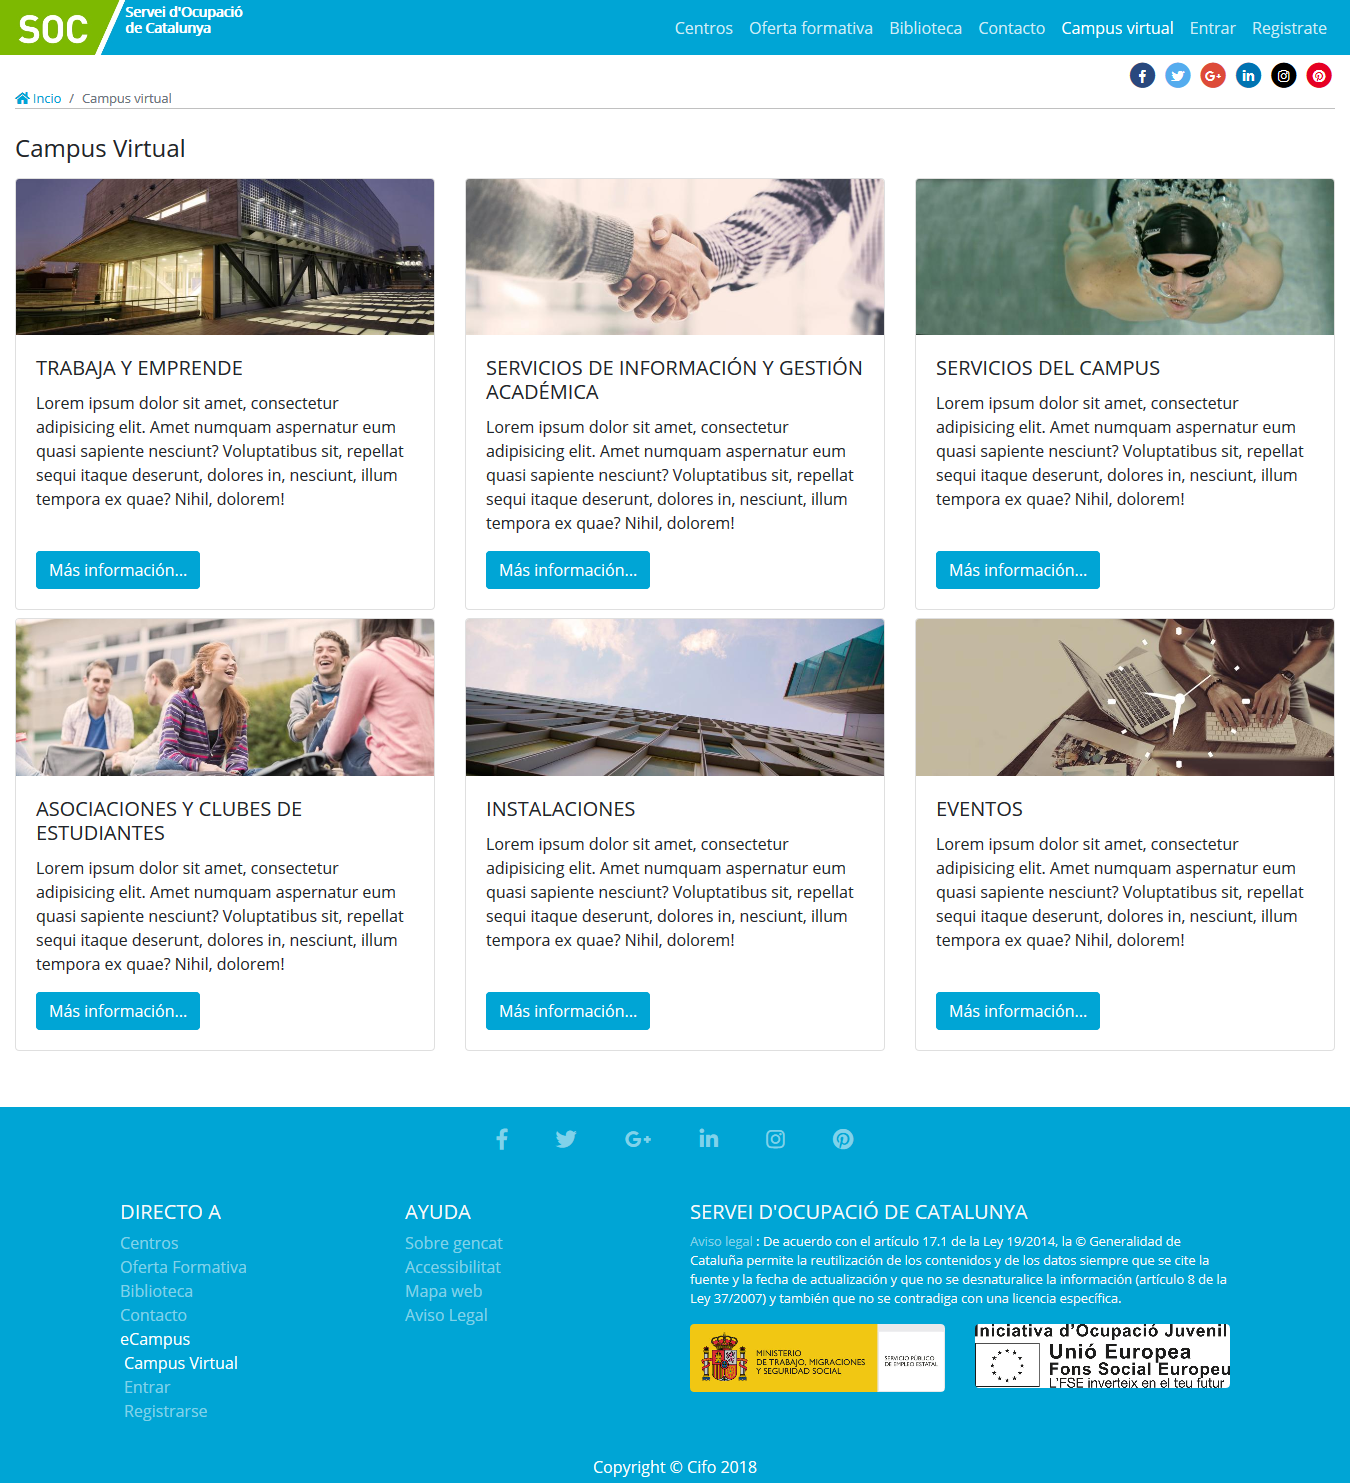 SOC Servei d'Ocupació
de Catalunya
Centros Oferta formativa Biblioteca Contacto Campus virtual Entrar Registrate
Incio / Campus virtual
Campus Virtual
TRABAJA Y EMPRENDE
Lorem ipsum dolor sit amet, consectetur
adipisicing elit. Amet numquam aspernatur eum
quasi sapiente nesciunt? Voluptatibus sit, repellat
sequi itaque deserunt, dolores in, nesciunt, illum
tempora ex quae? Nihil, dolorem!
Más información...
SERVICIOS DE INFORMACIÓN Y GESTIÓN
ACADÉMICA
Lorem ipsum dolor sit amet, consectetur
adipisicing elit. Amet numquam aspernatur eum
quasi sapiente nesciunt? Voluptatibus sit, repellat
sequi itaque deserunt, dolores in, nesciunt, illum
tempora ex quae? Nihil, dolorem!
Más información...
SERVICIOS DEL CAMPUS
Lorem ipsum dolor sit amet, consectetur
adipisicing elit. Amet numquam aspernatur eum
quasi sapiente nesciunt? Voluptatibus sit, repellat
sequi itaque deserunt, dolores in, nesciunt, illum
tempora ex quae? Nihil, dolorem!
Más información...
ASOCIACIONES Y CLUBES DE
ESTUDIANTES
Lorem ipsum dolor sit amet, consectetur
adipisicing elit. Amet numquam aspernatur eum
quasi sapiente nesciunt? Voluptatibus sit, repellat
sequi itaque deserunt, dolores in, nesciunt, illum
tempora ex quae? Nihil, dolorem!
Más información...
INSTALACIONES
Lorem ipsum dolor sit amet, consectetur
adipisicing elit. Amet numquam aspernatur eum
quasi sapiente nesciunt? Voluptatibus sit, repellat
sequi itaque deserunt, dolores in, nesciunt, illum
tempora ex quae? Nihil, dolorem!
Más información...
EVENTOS
Lorem ipsum dolor sit amet, consectetur
adipisicing elit. Amet numquam aspernatur eum
quasi sapiente nesciunt? Voluptatibus sit, repellat
sequi itaque deserunt, dolores in, nesciunt, illum
tempora ex quae? Nihil, dolorem!
Más información...
DIRECTO A
Centros
Oferta Formativa
Biblioteca
Contacto
eCampus
Campus Virtual
Entrar
Registrarse
AYUDA
Sobre gencat
Accessibilitat
Mapa web
Aviso Legal
SERVEI D'OCUPACIÓ DE CATALUNYA
Aviso legal : De acuerdo con el artículo 17.1 de la Ley 19/2014, la © Generalidad de
Cataluña permite la reutilización de los contenidos y de los datos siempre que se cite la
fuente y la fecha de actualización y que no se desnaturalice la información (artículo 8 de la
Ley 37/2007) y también que no se contradiga con una licencia específica.
MINISTERIO
DE TRABAJO, MIGRACIONES
Y SEGURIDAD SOCIAL
SERVICIO PÚBLICO
DE EMPLEO ESTATAL
Iniciativa d'Ocupació Juvenil
Unió Europea
Fons Social Europeu
L'FSE inverteix en el teu futur
Copyright © Cifo 2018